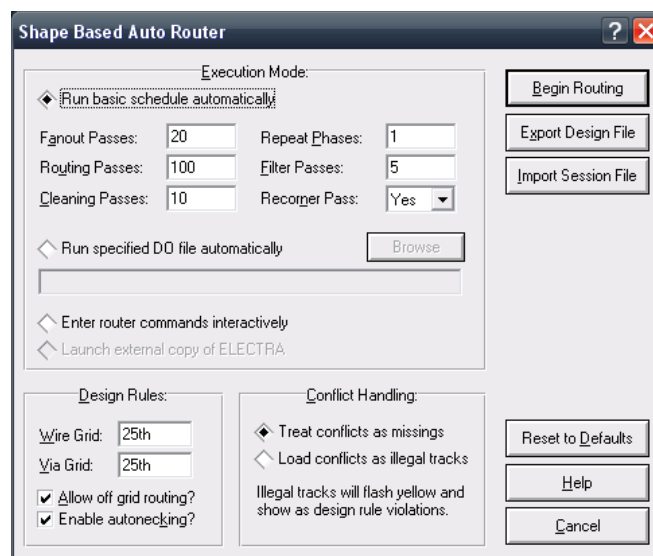 Shape Based Auto Router
Execution Mode:
Run basic schedule automatically
Fanout Passes: 20 Repeat Phases: 1
Routing Passes: 100 Filter Passes: 5
Cleaning Passes: 10 Recorner Pass: Yes
Run specified DO file automatically Browse
Enter router commands interactively
Launch external copy of ELECTRA
Begin Routing
Export Design File
Import Session File
Design Rules:
Wire Grid: 25th
Via Grid: 25th
Allow off grid routing?
Enable autonecking?
Conflict Handling:
Treat conflicts as missings
Load conflicts as illegal tracks
Illegal tracks will flash yellow and
show as design rule violations.
Reset to Defaults
Help
Cancel